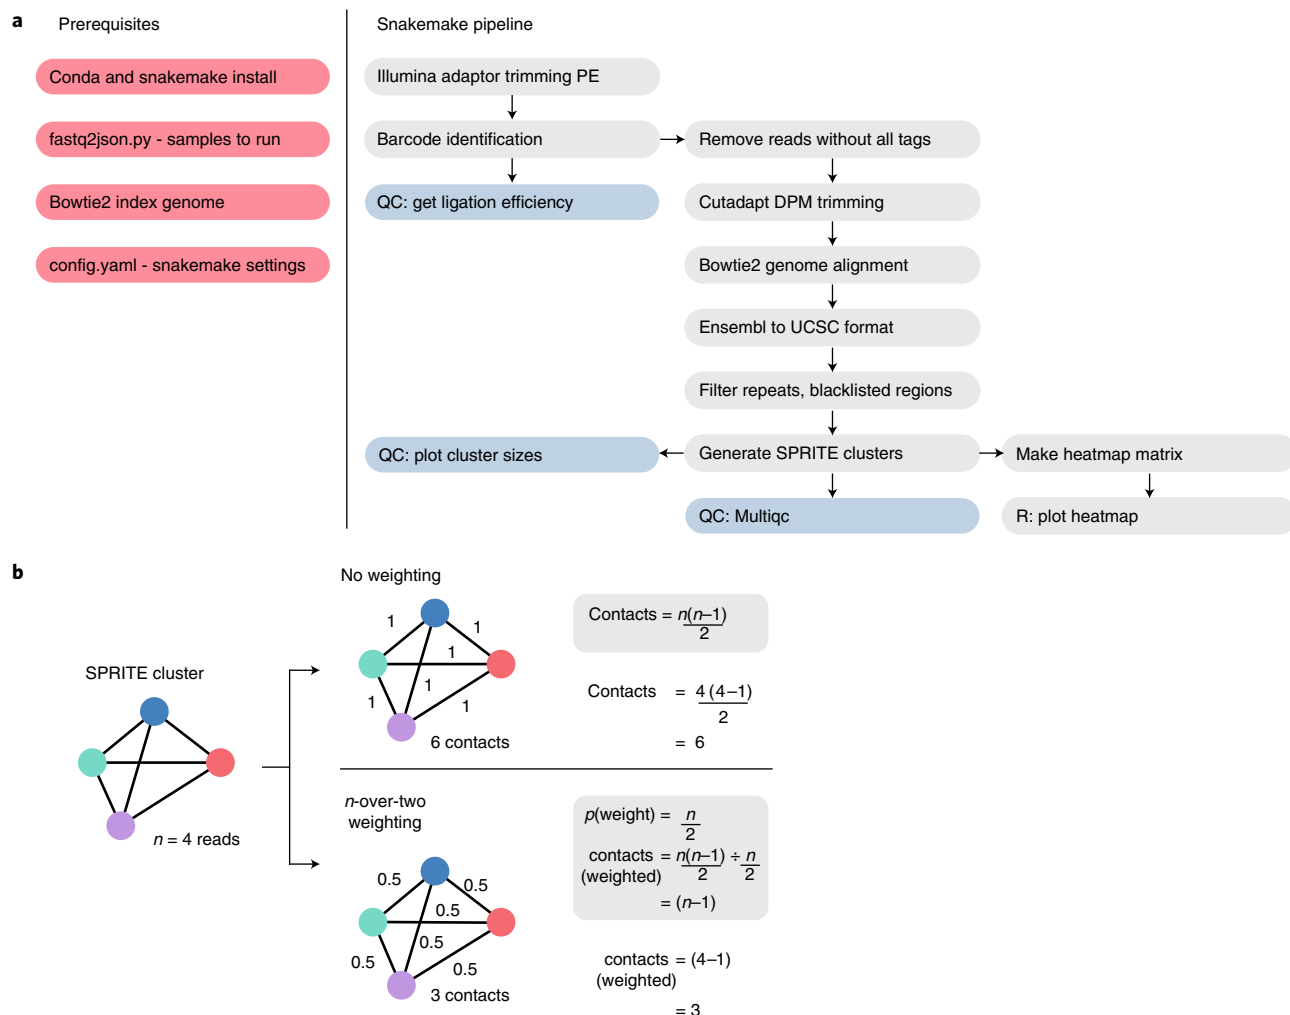 a
Prerequisites
Conda and snakemake install
fastq2json.py - samples to run
Bowtie2 index genome
config.yaml - snakemake settings
Snakemake pipeline
Illumina adaptor trimming PE
Barcode identification
Remove reads without all tags
QC: get ligation efficiency
Cutadapt DPM trimming
Bowtie2 genome alignment
Ensembl to UCSC format
Filter repeats, blacklisted regions
QC: plot cluster sizes
Generate SPRITE clusters
Make heatmap matrix
QC: Multiqc
R: plot heatmap
b
SPRITE cluster
n = 4 reads
No weighting
1
1
1
1
1
1
6 contacts
Contacts = n(n–1)
2
Contacts = 4 (4–1)
2
= 6
n-over-two
weighting
0.5
0.5
0.5
0.5
0.5
0.5
3 contacts
p(weight) = n
2
contacts = n(n–1) ÷ n
(weighted) 2 2
= (n–1)
contacts = (4–1)
(weighted)
= 3